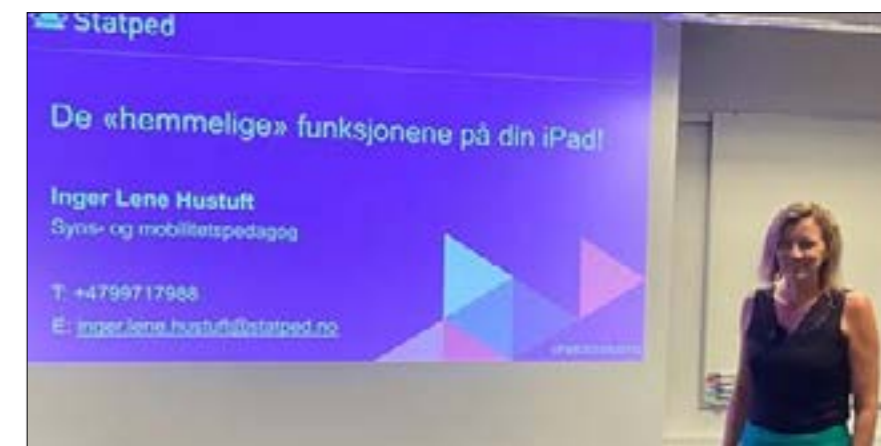 Statped
De «hemmelige» funksjonene på din iPad!
Inger Lene Hustuft
Syns- og mobilitetspedagog
T: +4799717988
E: inger.lene.hustuft@statped.no